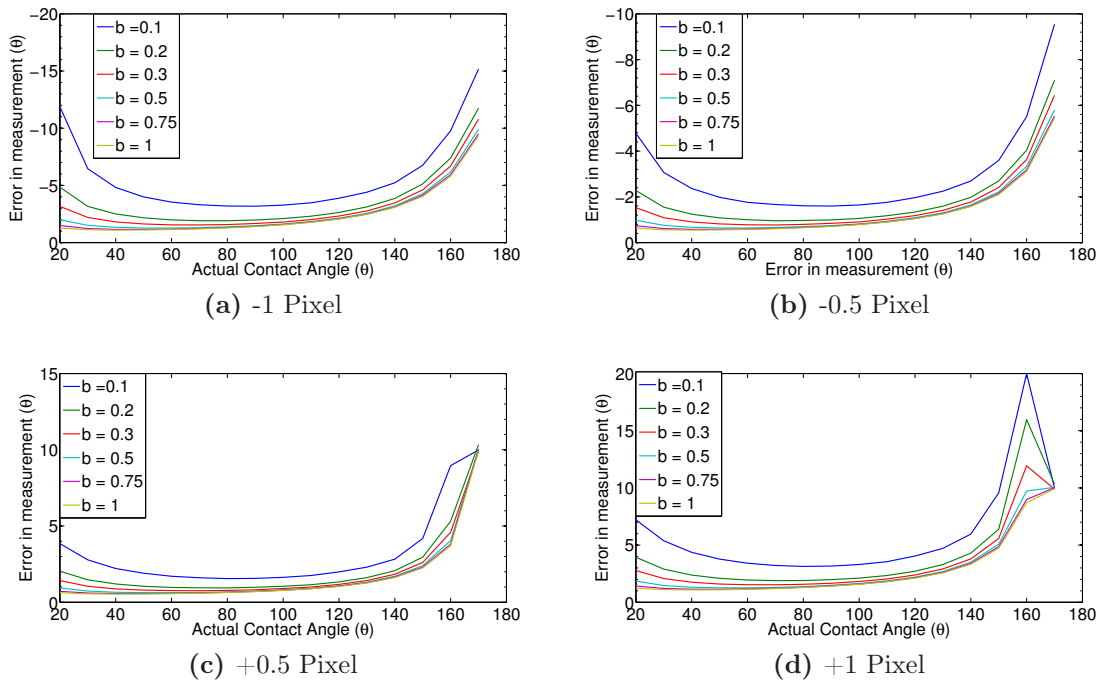 −20
−15
−10
−5
0
Error in measurement (θ)
b =0.1
b = 0.2
b = 0.3
b = 0.5
b = 0.75
b = 1
20 40 60 80 100 120 140 160 180
Actual Contact Angle (θ)
(a) -1 Pixel
−10
−8
−6
−4
−2
0
Error in measurement (θ)
b =0.1
b = 0.2
b = 0.3
b = 0.5
b = 0.75
b = 1
20 40 60 80 100 120 140 160 180
Error in measurement (θ)
(b) -0.5 Pixel
15
10
5
0
Error in measurement (θ)
b =0.1
b = 0.2
b = 0.3
b = 0.5
b = 0.75
b = 1
20 40 60 80 100 120 140 160 180
Actual Contact Angle (θ)
(c) +0.5 Pixel
20
15
10
5
0
Error in measurement (θ)
b =0.1
b = 0.2
b = 0.3
b = 0.5
b = 0.75
b = 1
20 40 60 80 100 120 140 160 180
Actual Contact Angle (θ)
(d) +1 Pixel